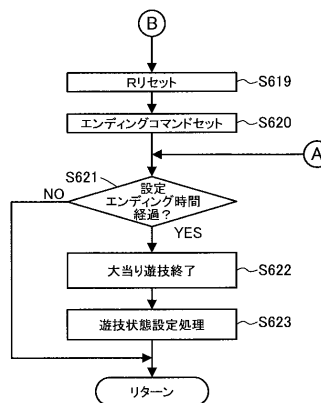 B
Rリセット
S619
エンディングコマンドセット
S620
A
S621
設定
エンディング時間
経過？
NO
YES
大当り遊技終了
S622
遊技状態設定処理
S623
リターン